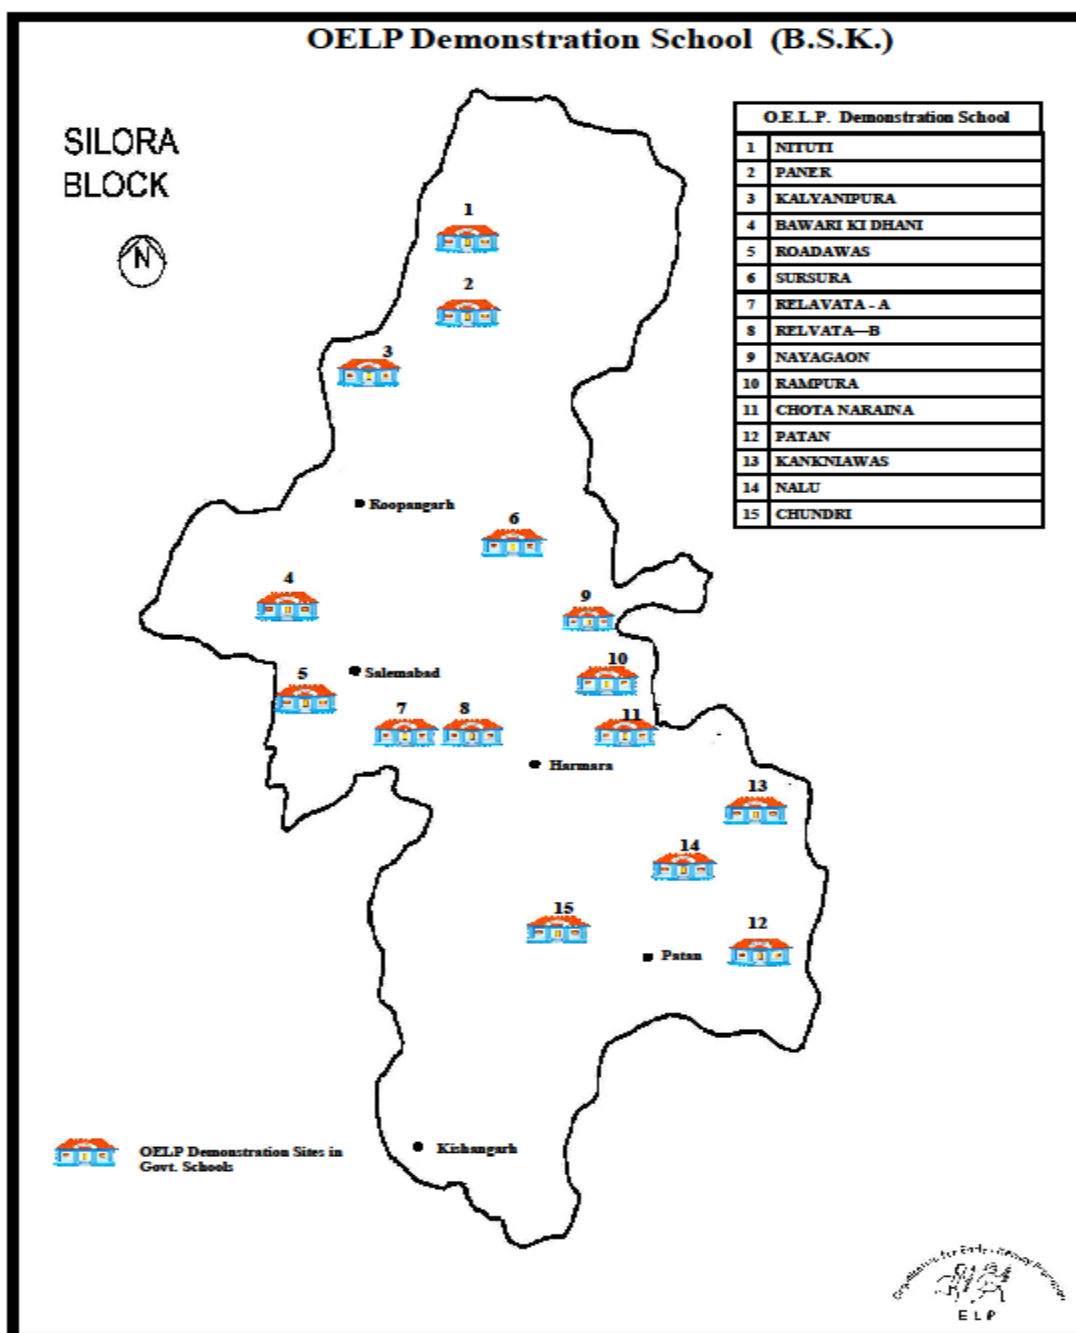 OELP Demonstration School (B.S.K.)
SILORA
BLOCK
N
O.E.L.P. Demonstration School
1 NITUTI
2 PANER
3 KALYANIPURA
4 BAWARI KI DHANI
5 ROADAWAS
6 SURSURA
7 RELAVATA - A
8 RELVATA—B
9 NAYAGAON
10 RAMPURA
11 CHOTA NARAINA
12 PATAN
13 KANKNIAWAS
14 NALU
15 CHUNDRI
1
2
3
Roopangarh
6
4
9
5
Salemabad
10
7
8
11
Harmara
13
14
15
12
Patan
Kishangarh
OELP Demonstration Sites in
Govt. Schools
for Early
E L P